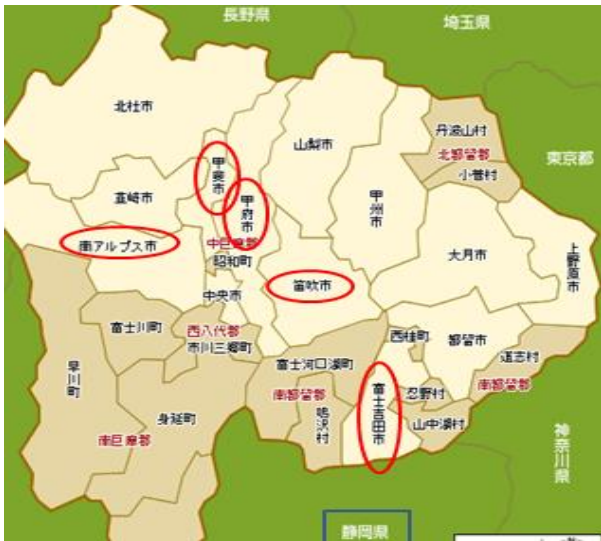 長野県
埼玉県
北杜市
山梨市
丹波山村
北都留郡
小菅村
東京都
甲斐市
甲府市
甲州市
韮崎市
南アルプス市
中巨摩郡
昭和町
大月市
上野原市
中央市
笛吹市
富士川町
西八代郡
市川三郷町
西桂町
都留市
道志村
早川町
富士河口湖町
南都留郡
南都留郡
鳴沢村
富士吉田市
忍野村
山中湖村
身延町
南巨摩郡
神奈川県
静岡県